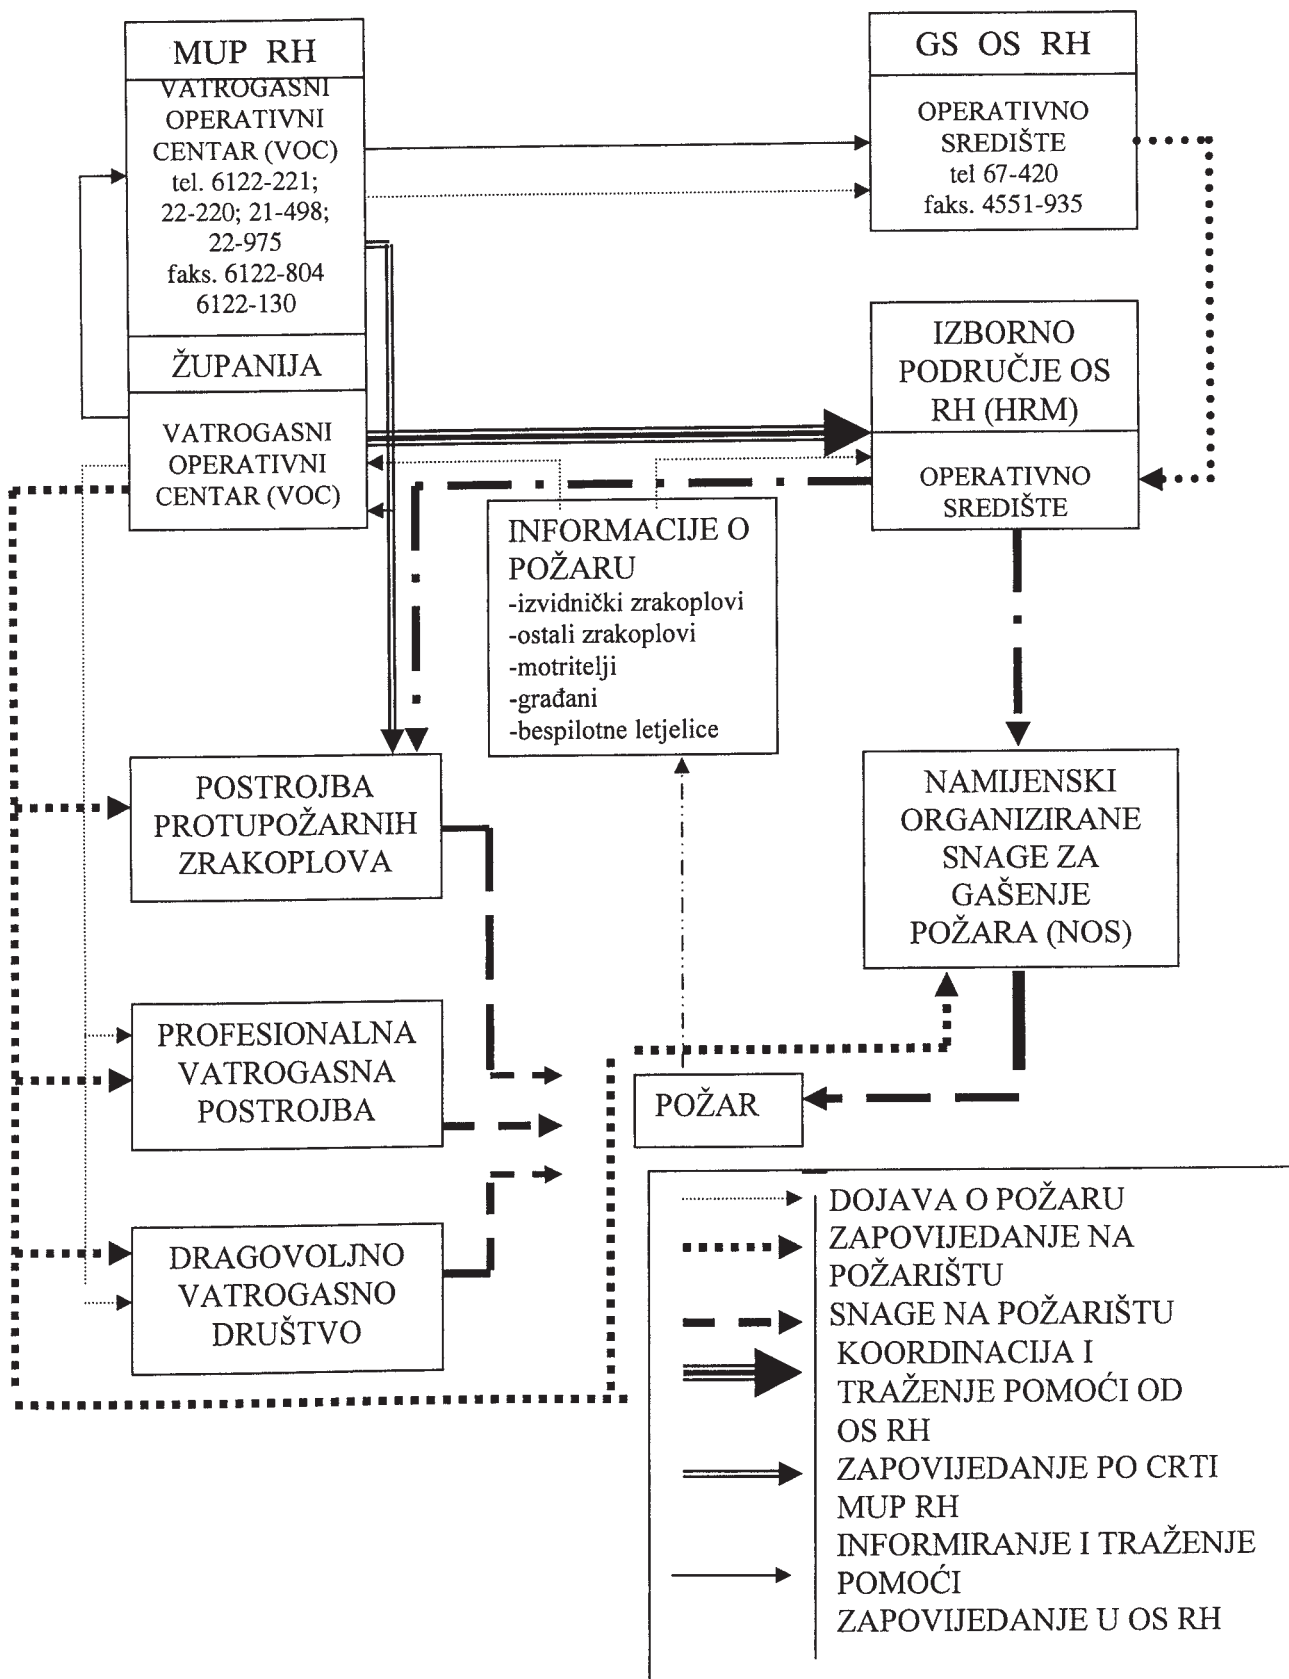 MUP RH
VATROGASNI
OPERATIVNI
CENTAR (VOC)
tel. 6122-221;
22-220; 21-498;
22-975
faks. 6122-804
6122-130
ŽUPANIJA
VATROGASNI
OPERATIVNI
CENTAR (VOC)
GS OS RH
OPERATIVNO
SREDIŠTE
tel 67-420
faks. 4551-935
IZBORNO
PODRUČJE OS
RH (HRM)
OPERATIVNO
SREDIŠTE
INFORMACIJE O
POŽARU
-izvidnički zrakoplovi
-ostali zrakoplovi
-motritelji
-građani
-bespilotne letjelice
POSTROJBA
PROTUPOŽARNIH
ZRAKOPLOVA
NAMIJENSKI
ORGANIZIRANE
SNAGE ZA
GAŠENJE
POŽARA (NOS)
PROFESIONALNA
VATROGASNA
POSTROJBA
POŽAR
DRAGOVOLJNO
VATROGASNO
DRUŠTVO
DOJAVA O POŽARU
ZAPOVIJEDANJE NA
POŽARIŠTU
SNAGE NA POŽARIŠTU
KOORDINACIJA I
TRAŽENJE POMOĆI OD
OS RH
ZAPOVIJEDANJE PO CRTI
MUP RH
INFORMIRANJE I TRAŽENJE
POMOĆI
ZAPOVIJEDANJE U OS RH